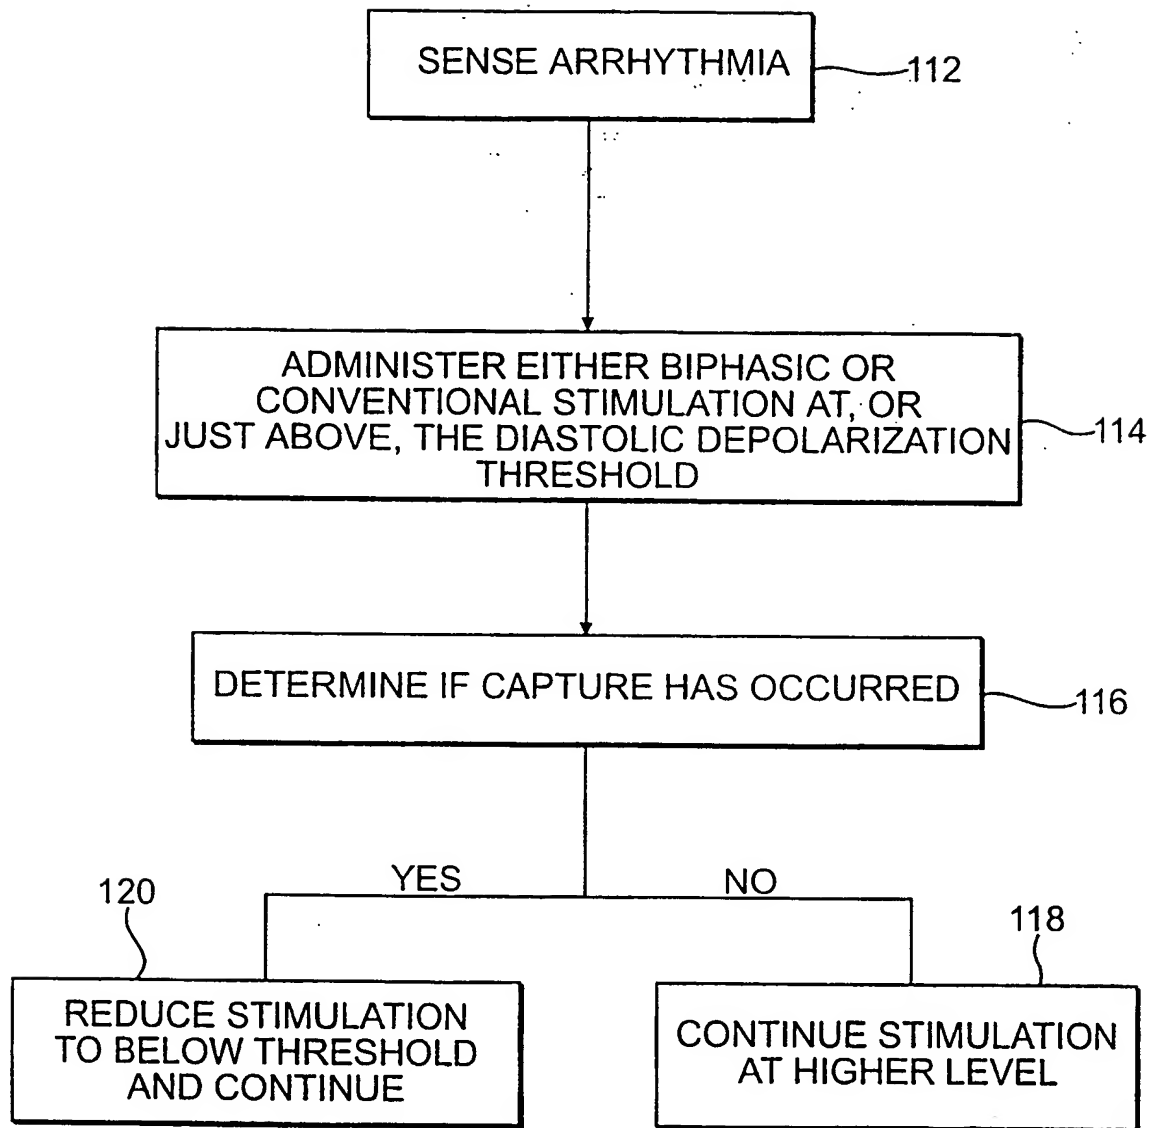 SENSE ARRHYTHMIA
112
ADMINISTER EITHER BIPHASIC OR
CONVENTIONAL STIMULATION AT, OR
JUST ABOVE, THE DIASTOLIC DEPOLARIZATION
THRESHOLD
114
DETERMINE IF CAPTURE HAS OCCURRED
116
YES
NO
120
118
REDUCE STIMULATION
TO BELOW THRESHOLD
AND CONTINUE
CONTINUE STIMULATION
AT HIGHER LEVEL